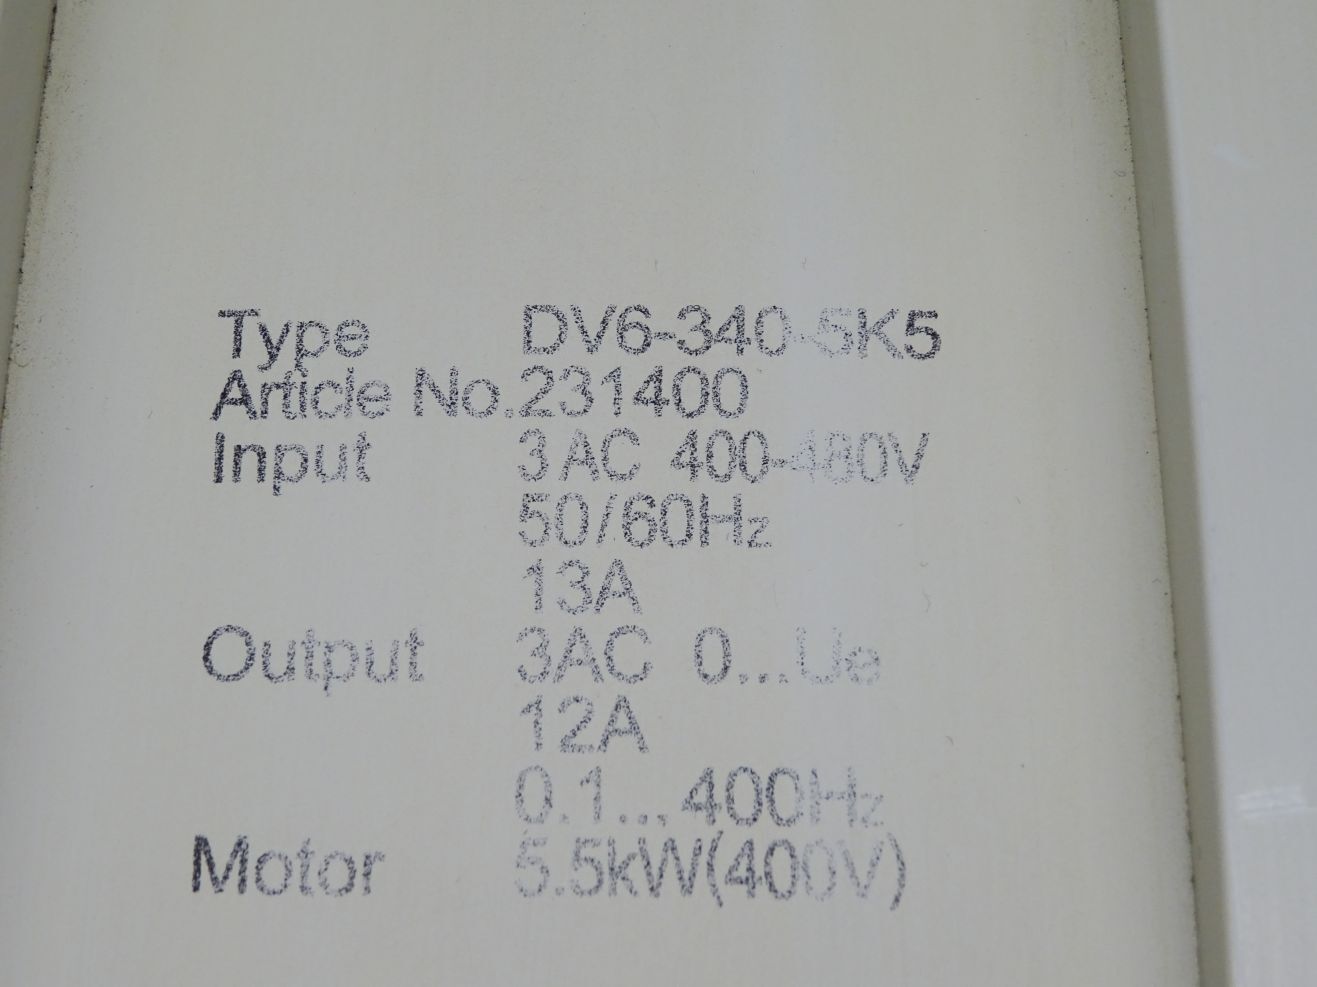 Type DV6-340-5K5
Article No.231400
Input 3 AC 400-480V
50/60Hz
13A
Output 3AC 0...Ue
12A
0.1...400Hz
Motor 5.5kW(400V)